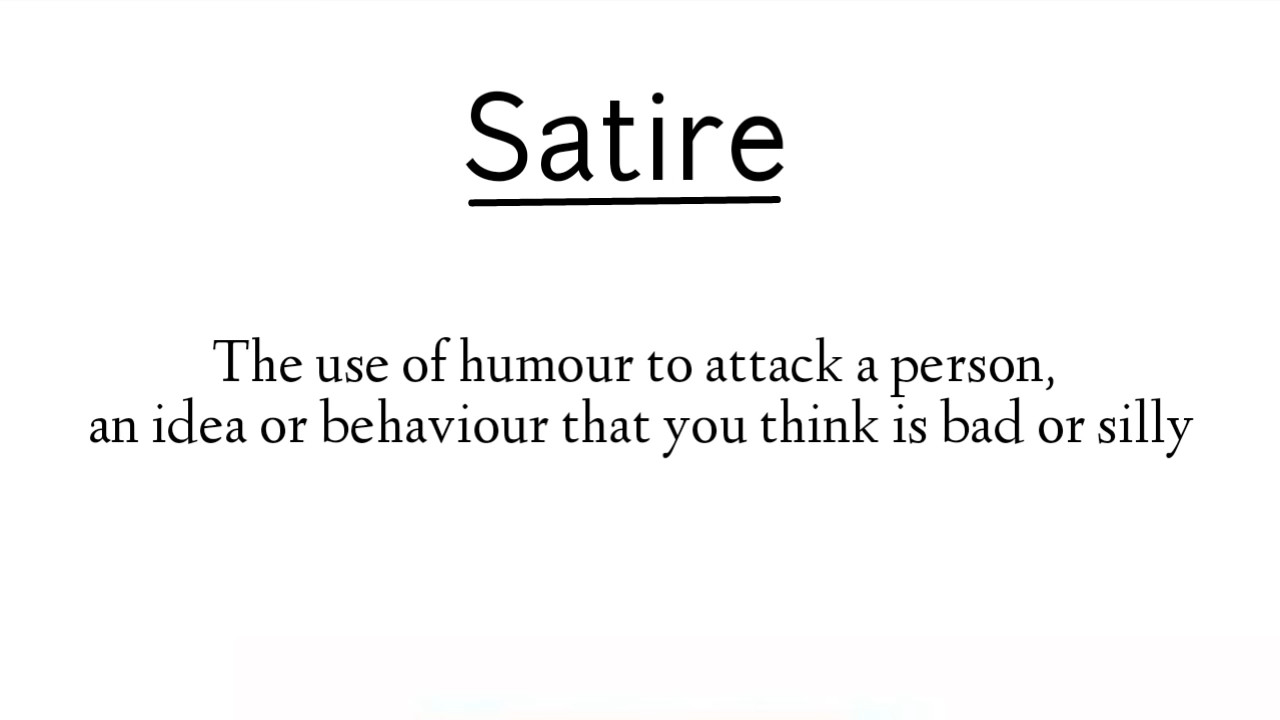 Satire
The use of humour to attack a person,
an idea or behaviour that you think is bad or silly